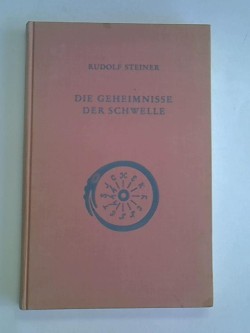 RUDOLF STEINER
DIE GEHEIMNISSE
DER SCHWELLE